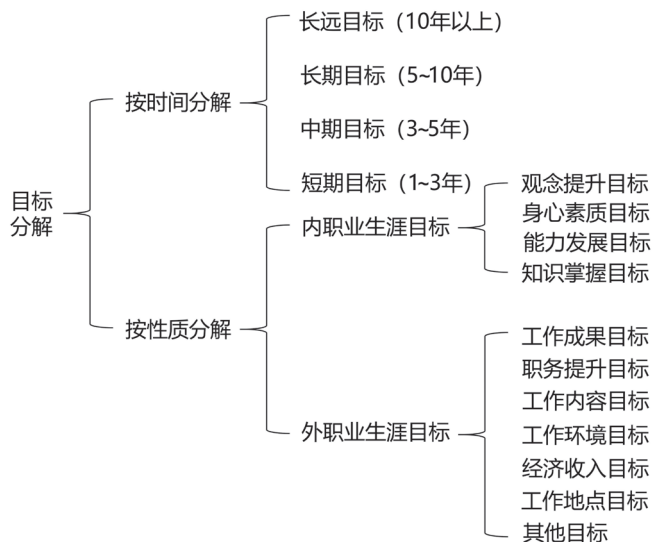 目标
分解
按时间分解
长远目标（10年以上）
长期目标（5~10年）
中期目标（3~5年）
短期目标（1~3年）
按性质分解
内职业生涯目标
观念提升目标
身心素质目标
能力发展目标
知识掌握目标
外职业生涯目标
工作成果目标
职务提升目标
工作内容目标
工作环境目标
经济收入目标
工作地点目标
其他目标